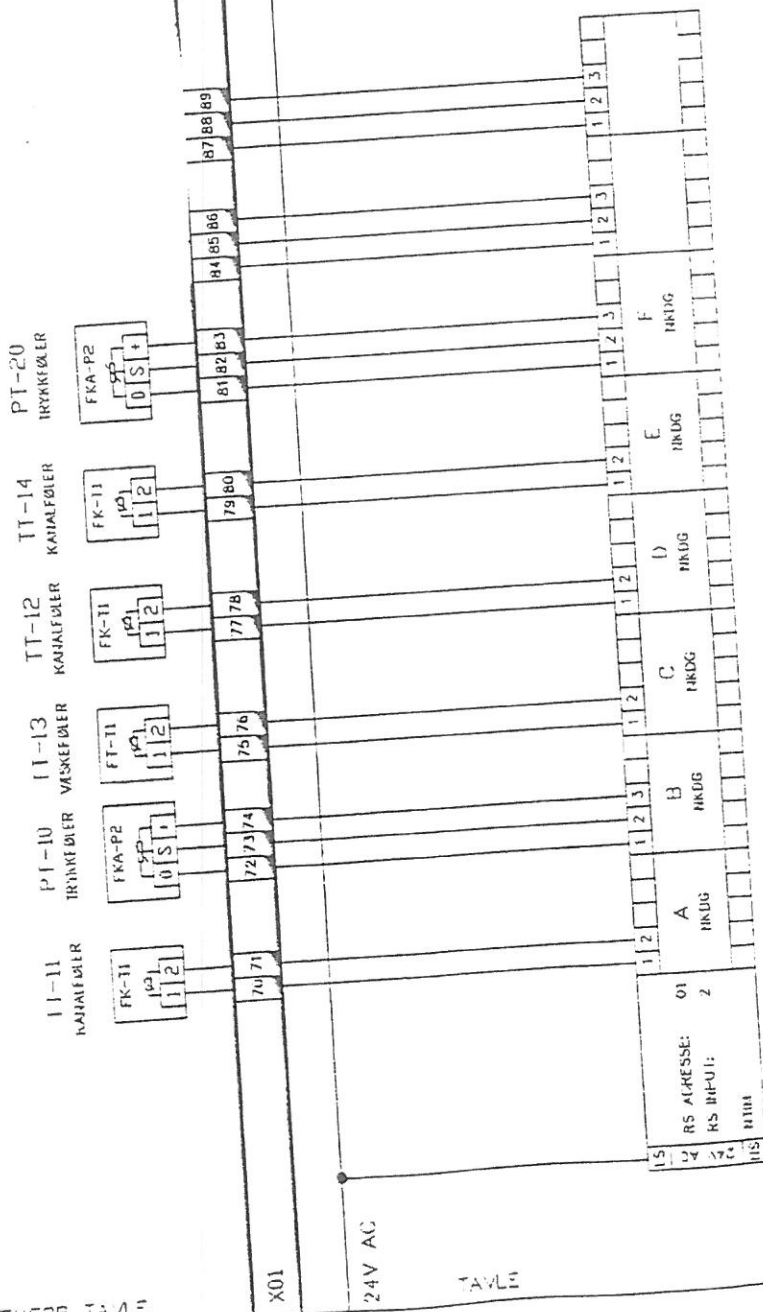 TT-11
KANALFØLER
PT-10
TRYKKFØLER
TT-13
VÆSKEFØLER
TT-12
KANALFØLER
TT-14
KANALFØLER
PT-20
TRYKKFØLER
FK-T1
1 2
FKA-P2
0 S +
FT-T1
1 2
FK-T1
1 2
FK-T1
1 2
FKA-P2
0 S +
X01
70 71
72 73 74
75 76
77 78
79 80
81 82 83
84 85 86
87 88 89
24V AC
TAVLE
TAVLE
1 2
1 2 3
1 2
1 2
1 2
1 2 3
1 2 3
1 2 3
RS ADRESSE: 01
RS INPUT: 2
A
NKDG
B
NKDG
C
NKDG
D
NKDG
E
NKDG
F
NKDG